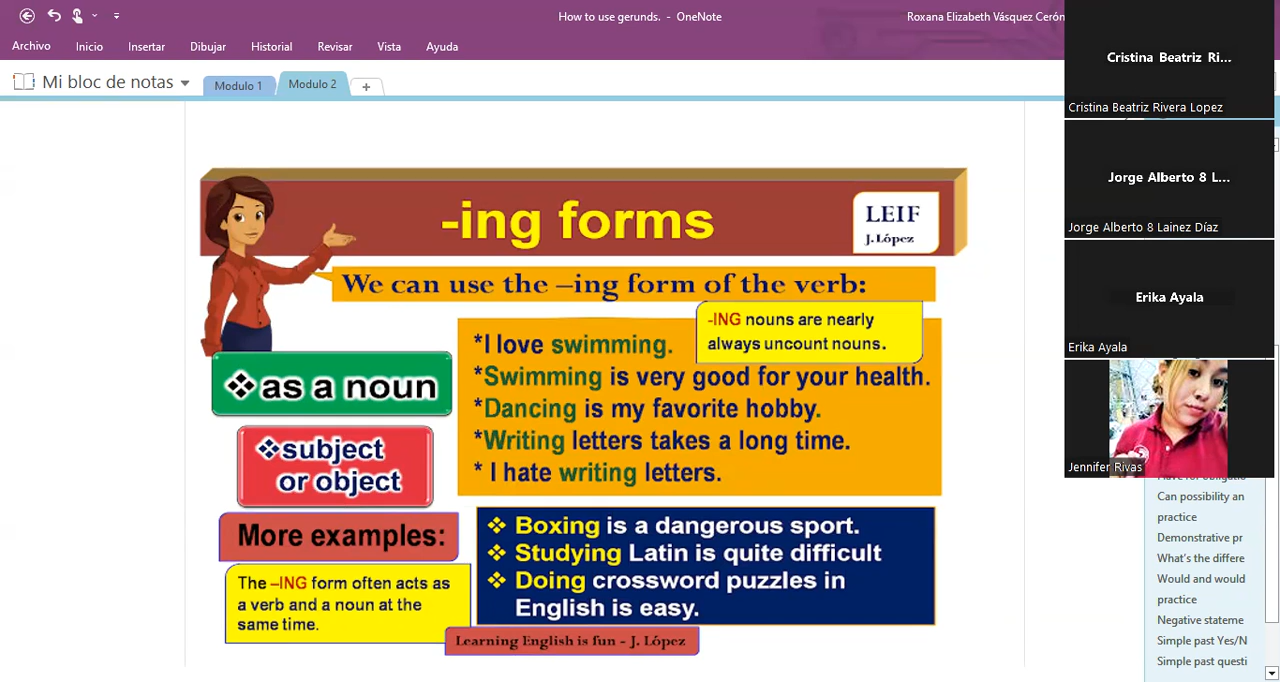 How to use gerunds. - OneNote
Roxana Elizabeth Vásquez Cerón
Archivo Inicio Insertar Dibujar Historial Revisar Vista Ayuda
Mi bloc de notas Modulo 1 Modulo 2 +
-ing forms
LEIF
J.López
We can use the –ing form of the verb:
-ING nouns are nearly
always uncount nouns.
❖as a noun
❖subject
or object
*I love swimming.
*Swimming is very good for your health.
*Dancing is my favorite hobby.
*Writing letters takes a long time.
* I hate writing letters.
More examples:
❖ Boxing is a dangerous sport.
❖ Studying Latin is quite difficult
❖ Doing crossword puzzles in
English is easy.
The –ING form often acts as
a verb and a noun at the
same time.
Learning English is fun - J. López
Cristina Beatriz Ri...
Cristina Beatriz Rivera Lopez
Jorge Alberto 8 L...
Jorge Alberto 8 Lainez Díaz
Erika Ayala
Erika Ayala
Jennifer Rivas
Can possibility an
practice
Demonstrative pr
What's the differe
Would and would
practice
Negative stateme
Simple past Yes/N
Simple past questi